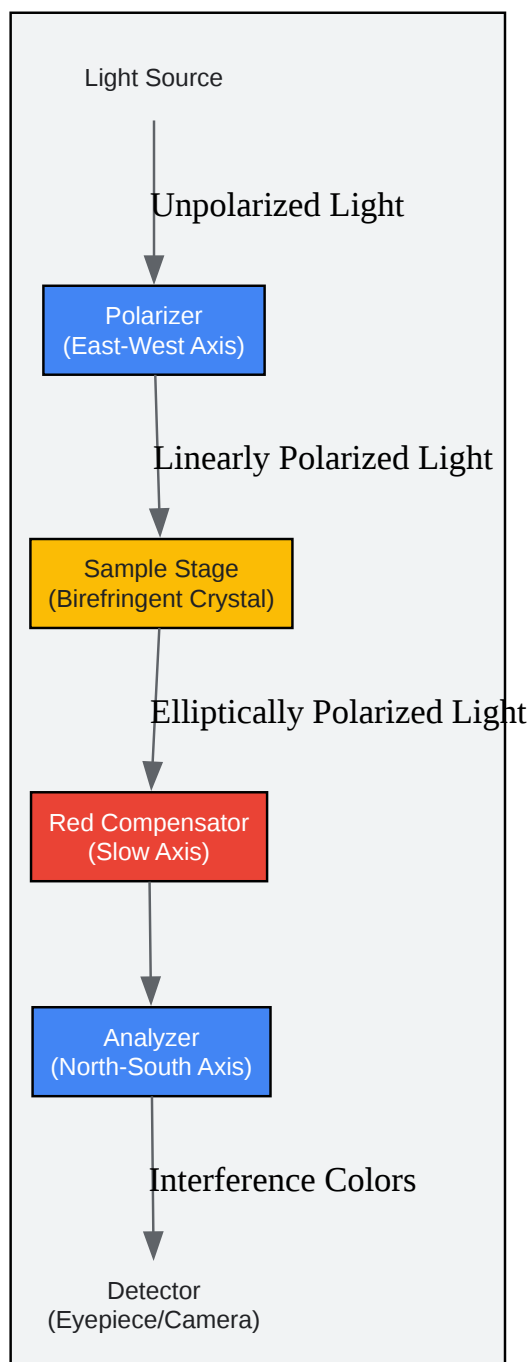 Light Source
Unpolarized Light
Polarizer
(East-West Axis)
Linearly Polarized Light
Sample Stage
(Birefringent Crystal)
Elliptically Polarized Light
Red Compensator
(Slow Axis)
Analyzer
(North-South Axis)
Interference Colors
Detector
(Eyepiece/Camera)